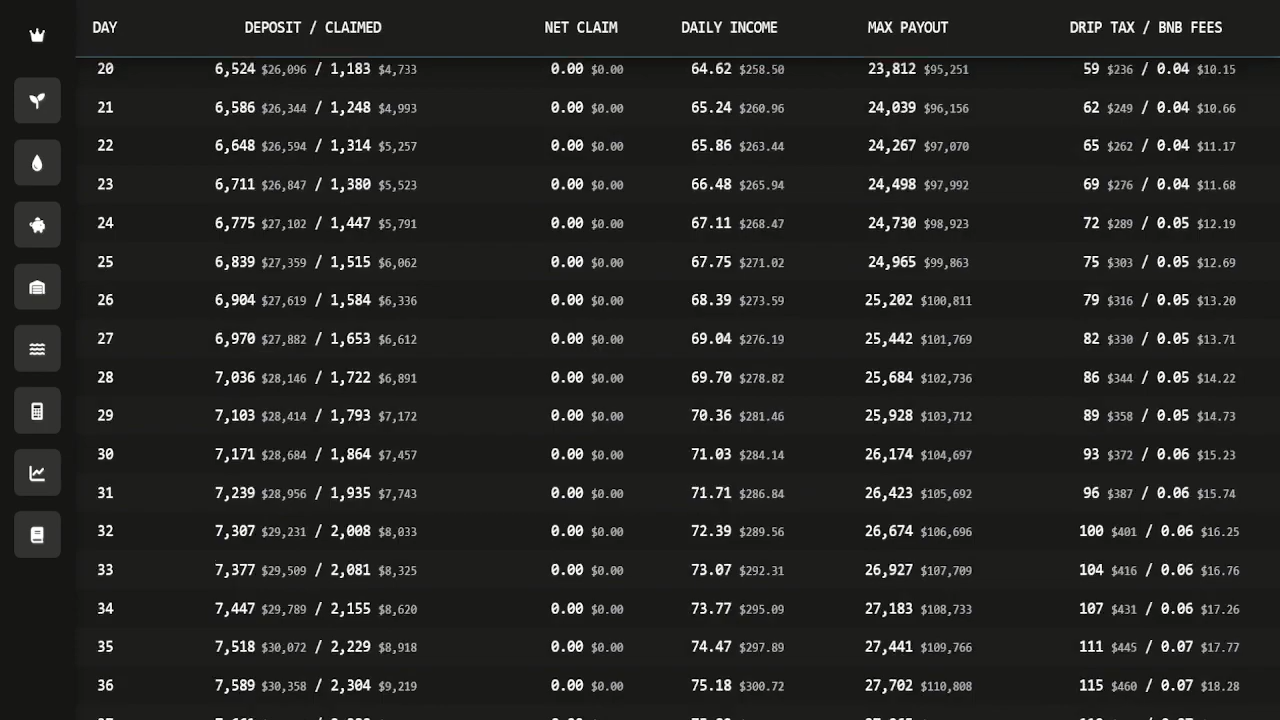 DAY DEPOSIT / CLAIMED NET CLAIM DAILY INCOME MAX PAYOUT DRIP TAX / BNB FEES
20 6,524 $26,096 / 1,183 $4,733 0.00 $0.00 64.62 $258.50 23,812 $95,251 59 $236 / 0.04 $10.15
21 6,586 $26,344 / 1,248 $4,993 0.00 $0.00 65.24 $260.96 24,039 $96,156 62 $249 / 0.04 $10.66
22 6,648 $26,594 / 1,314 $5,257 0.00 $0.00 65.86 $263.44 24,267 $97,070 65 $262 / 0.04 $11.17
23 6,711 $26,847 / 1,380 $5,523 0.00 $0.00 66.48 $265.94 24,498 $97,992 69 $276 / 0.04 $11.68
24 6,775 $27,102 / 1,447 $5,791 0.00 $0.00 67.11 $268.47 24,730 $98,923 72 $289 / 0.05 $12.19
25 6,839 $27,359 / 1,515 $6,062 0.00 $0.00 67.75 $271.02 24,965 $99,863 75 $303 / 0.05 $12.69
26 6,904 $27,619 / 1,584 $6,336 0.00 $0.00 68.39 $273.59 25,202 $100,811 79 $316 / 0.05 $13.20
27 6,970 $27,882 / 1,653 $6,612 0.00 $0.00 69.04 $276.19 25,442 $101,769 82 $330 / 0.05 $13.71
28 7,036 $28,146 / 1,722 $6,891 0.00 $0.00 69.70 $278.82 25,684 $102,736 86 $344 / 0.05 $14.22
29 7,103 $28,414 / 1,793 $7,172 0.00 $0.00 70.36 $281.46 25,928 $103,712 89 $358 / 0.05 $14.73
30 7,171 $28,684 / 1,864 $7,457 0.00 $0.00 71.03 $284.14 26,174 $104,697 93 $372 / 0.06 $15.23
31 7,239 $28,956 / 1,935 $7,743 0.00 $0.00 71.71 $286.84 26,423 $105,692 96 $387 / 0.06 $15.74
32 7,307 $29,231 / 2,008 $8,033 0.00 $0.00 72.39 $289.56 26,674 $106,696 100 $401 / 0.06 $16.25
33 7,377 $29,509 / 2,081 $8,325 0.00 $0.00 73.07 $292.31 26,927 $107,709 104 $416 / 0.06 $16.76
34 7,447 $29,789 / 2,155 $8,620 0.00 $0.00 73.77 $295.09 27,183 $108,733 107 $431 / 0.06 $17.26
35 7,518 $30,072 / 2,229 $8,918 0.00 $0.00 74.47 $297.89 27,441 $109,766 111 $445 / 0.07 $17.77
36 7,589 $30,358 / 2,304 $9,219 0.00 $0.00 75.18 $300.72 27,702 $110,808 115 $460 / 0.07 $18.28